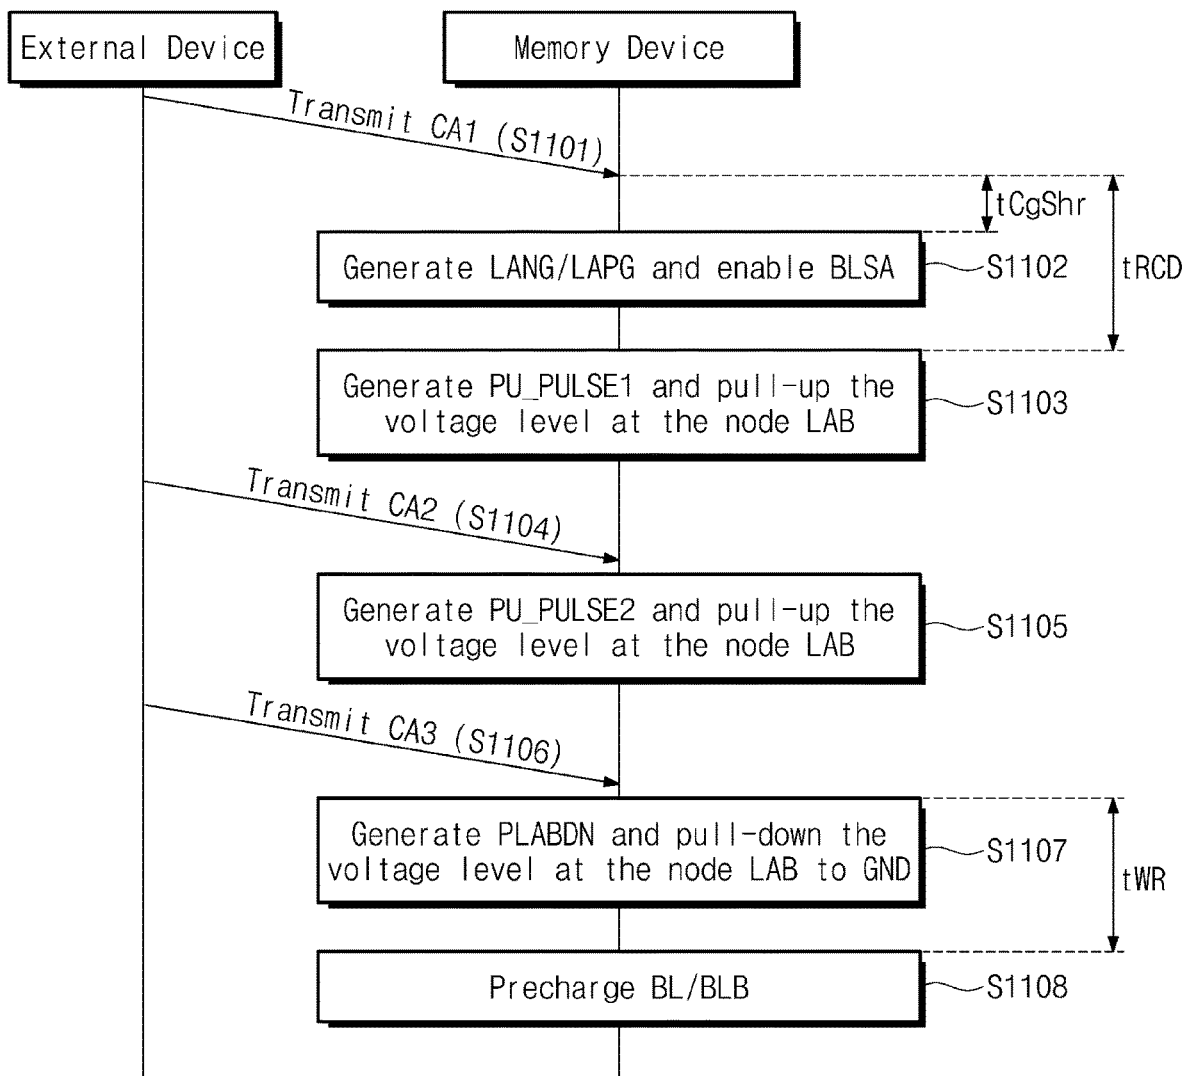 External Device
Memory Device
Transmit CA1 (S1101)
tCgShr
Generate LANG/LAPG and enable BLSA
S1102
tRCD
Generate PU_PULSE1 and pull-up the
voltage level at the node LAB
S1103
Transmit CA2 (S1104)
Generate PU_PULSE2 and pull-up the
voltage level at the node LAB
S1105
Transmit CA3 (S1106)
Generate PLABDN and pull-down the
voltage level at the node LAB to GND
S1107
tWR
Precharge BL/BLB
S1108